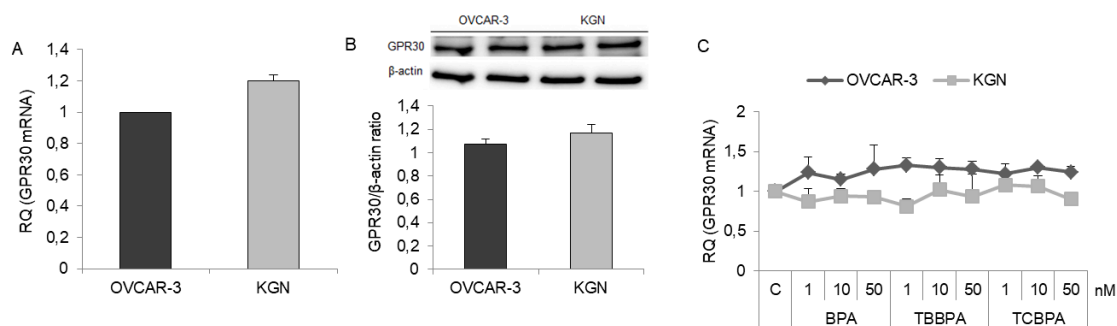 A
1,4
1,2
1
0,8
0,6
0,4
0,2
0
RQ (GPR30 mRNA)
OVCAR-3 KGN
B
OVCAR-3 KGN
GPR30
β-actin
1,4
1,2
1
0,8
0,6
0,4
0,2
0
GPR30/β-actin ratio
OVCAR-3 KGN
C
OVCAR-3 KGN
2
1,5
1
0,5
0
RQ (GPR30 mRNA)
C 1 10 50 1 10 50 1 10 50 nM
BPA TBBPA TCBPA